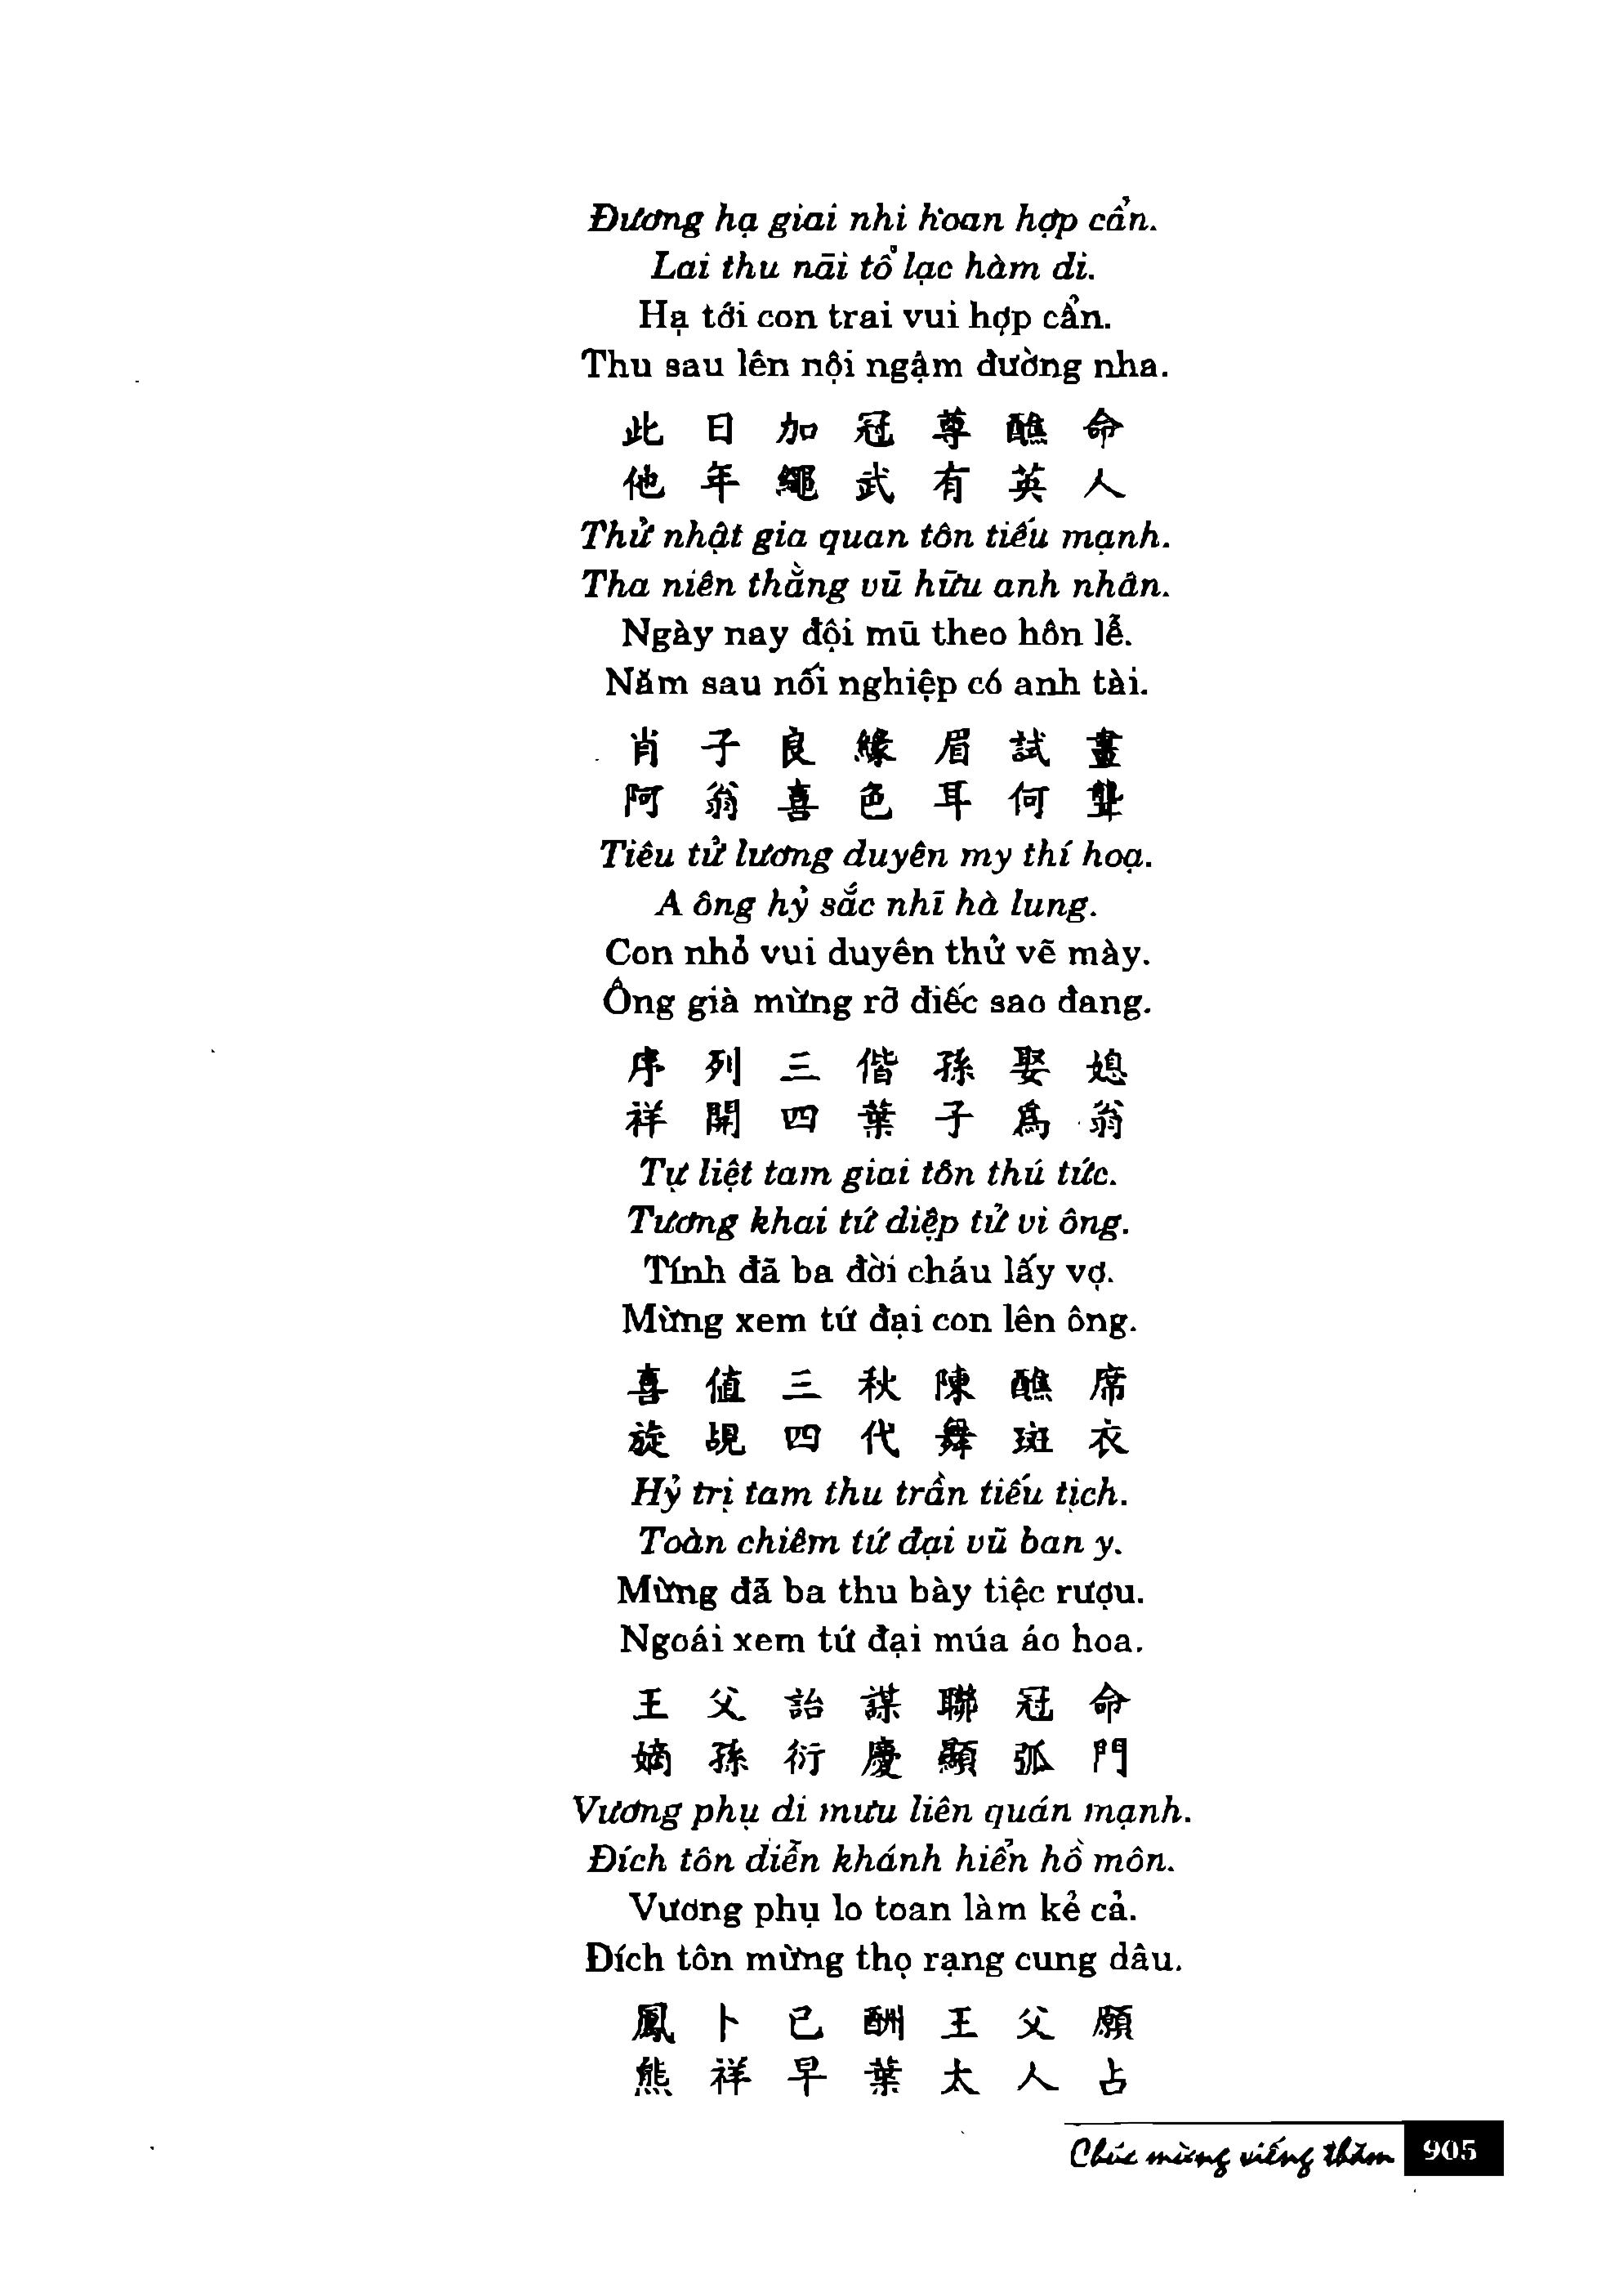 Đương hạ giai nhi hoan hợp cẩn.
Lai thu nãi tổ lạc hàm di.
Hạ tới con trai vui hợp cẩn.
Thu sau lên nội ngậm đường nha.
此 日 加 冠 尊 醮 命
他 年 繩 武 有 英 人
Thử nhật gia quan tôn tiếu mạnh.
Tha niên thằng vũ hữu anh nhân.
Ngày nay đội mũ theo hôn lễ.
Năm sau nối nghiệp có anh tài.
肖 子 良 緣 眉 試 畫
阿 翁 喜 色 耳 何 聾
Tiêu tử lương duyên my thí hoạ.
A ông hỷ sắc nhĩ hà lung.
Con nhỏ vui duyên thử vẽ mày.
Ông già mừng rỡ điếc sao đang.
序 列 三 偕 孫 娶 媳
祥 開 四 葉 子 為 翁
Tự liệt tam giai tôn thú tức.
Tương khai tứ diệp tử vi ông.
Tính đã ba đời cháu lấy vợ.
Mừng xem tứ đại con lên ông.
喜 值 三 秋 陳 醮 席
旋 覘 四 代 舞 斑 衣
Hỷ trị tam thu trần tiếu tịch.
Toàn chiêm tứ đại vũ ban y.
Mừng đã ba thu bày tiệc rượu.
Ngoái xem tứ đại múa áo hoa.
王 父 詒 謀 聯 冠 命
嫡 孫 衍 慶 顯 弧 門
Vương phụ di mưu liên quán mạnh.
Đích tôn diễn khánh hiển hồ môn.
Vương phụ lo toan làm kẻ cả.
Đích tôn mừng thọ rạng cung dâu.
鳳 卜 已 酬 王 父 願
熊 祥 早 葉 太 人 占
Chúc mừng viếng thăm 905